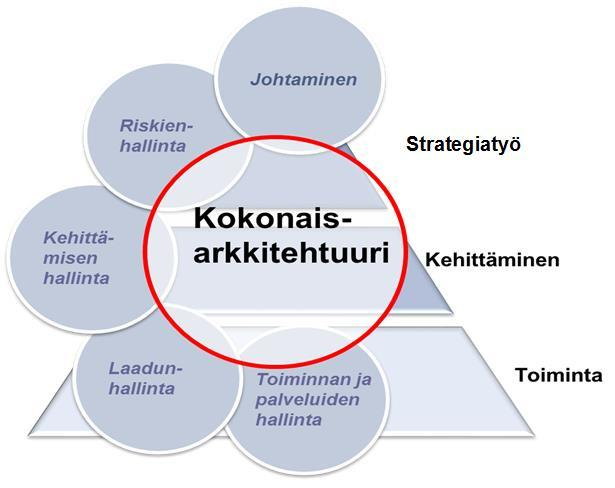 Johtaminen
Riskien-
hallinta
Strategiatyö
Kokonais-
arkkitehtuuri
Kehittä-
misen
hallinta
Kehittäminen
Laadun-
hallinta
Toiminnan ja
palveluiden
hallinta
Toiminta